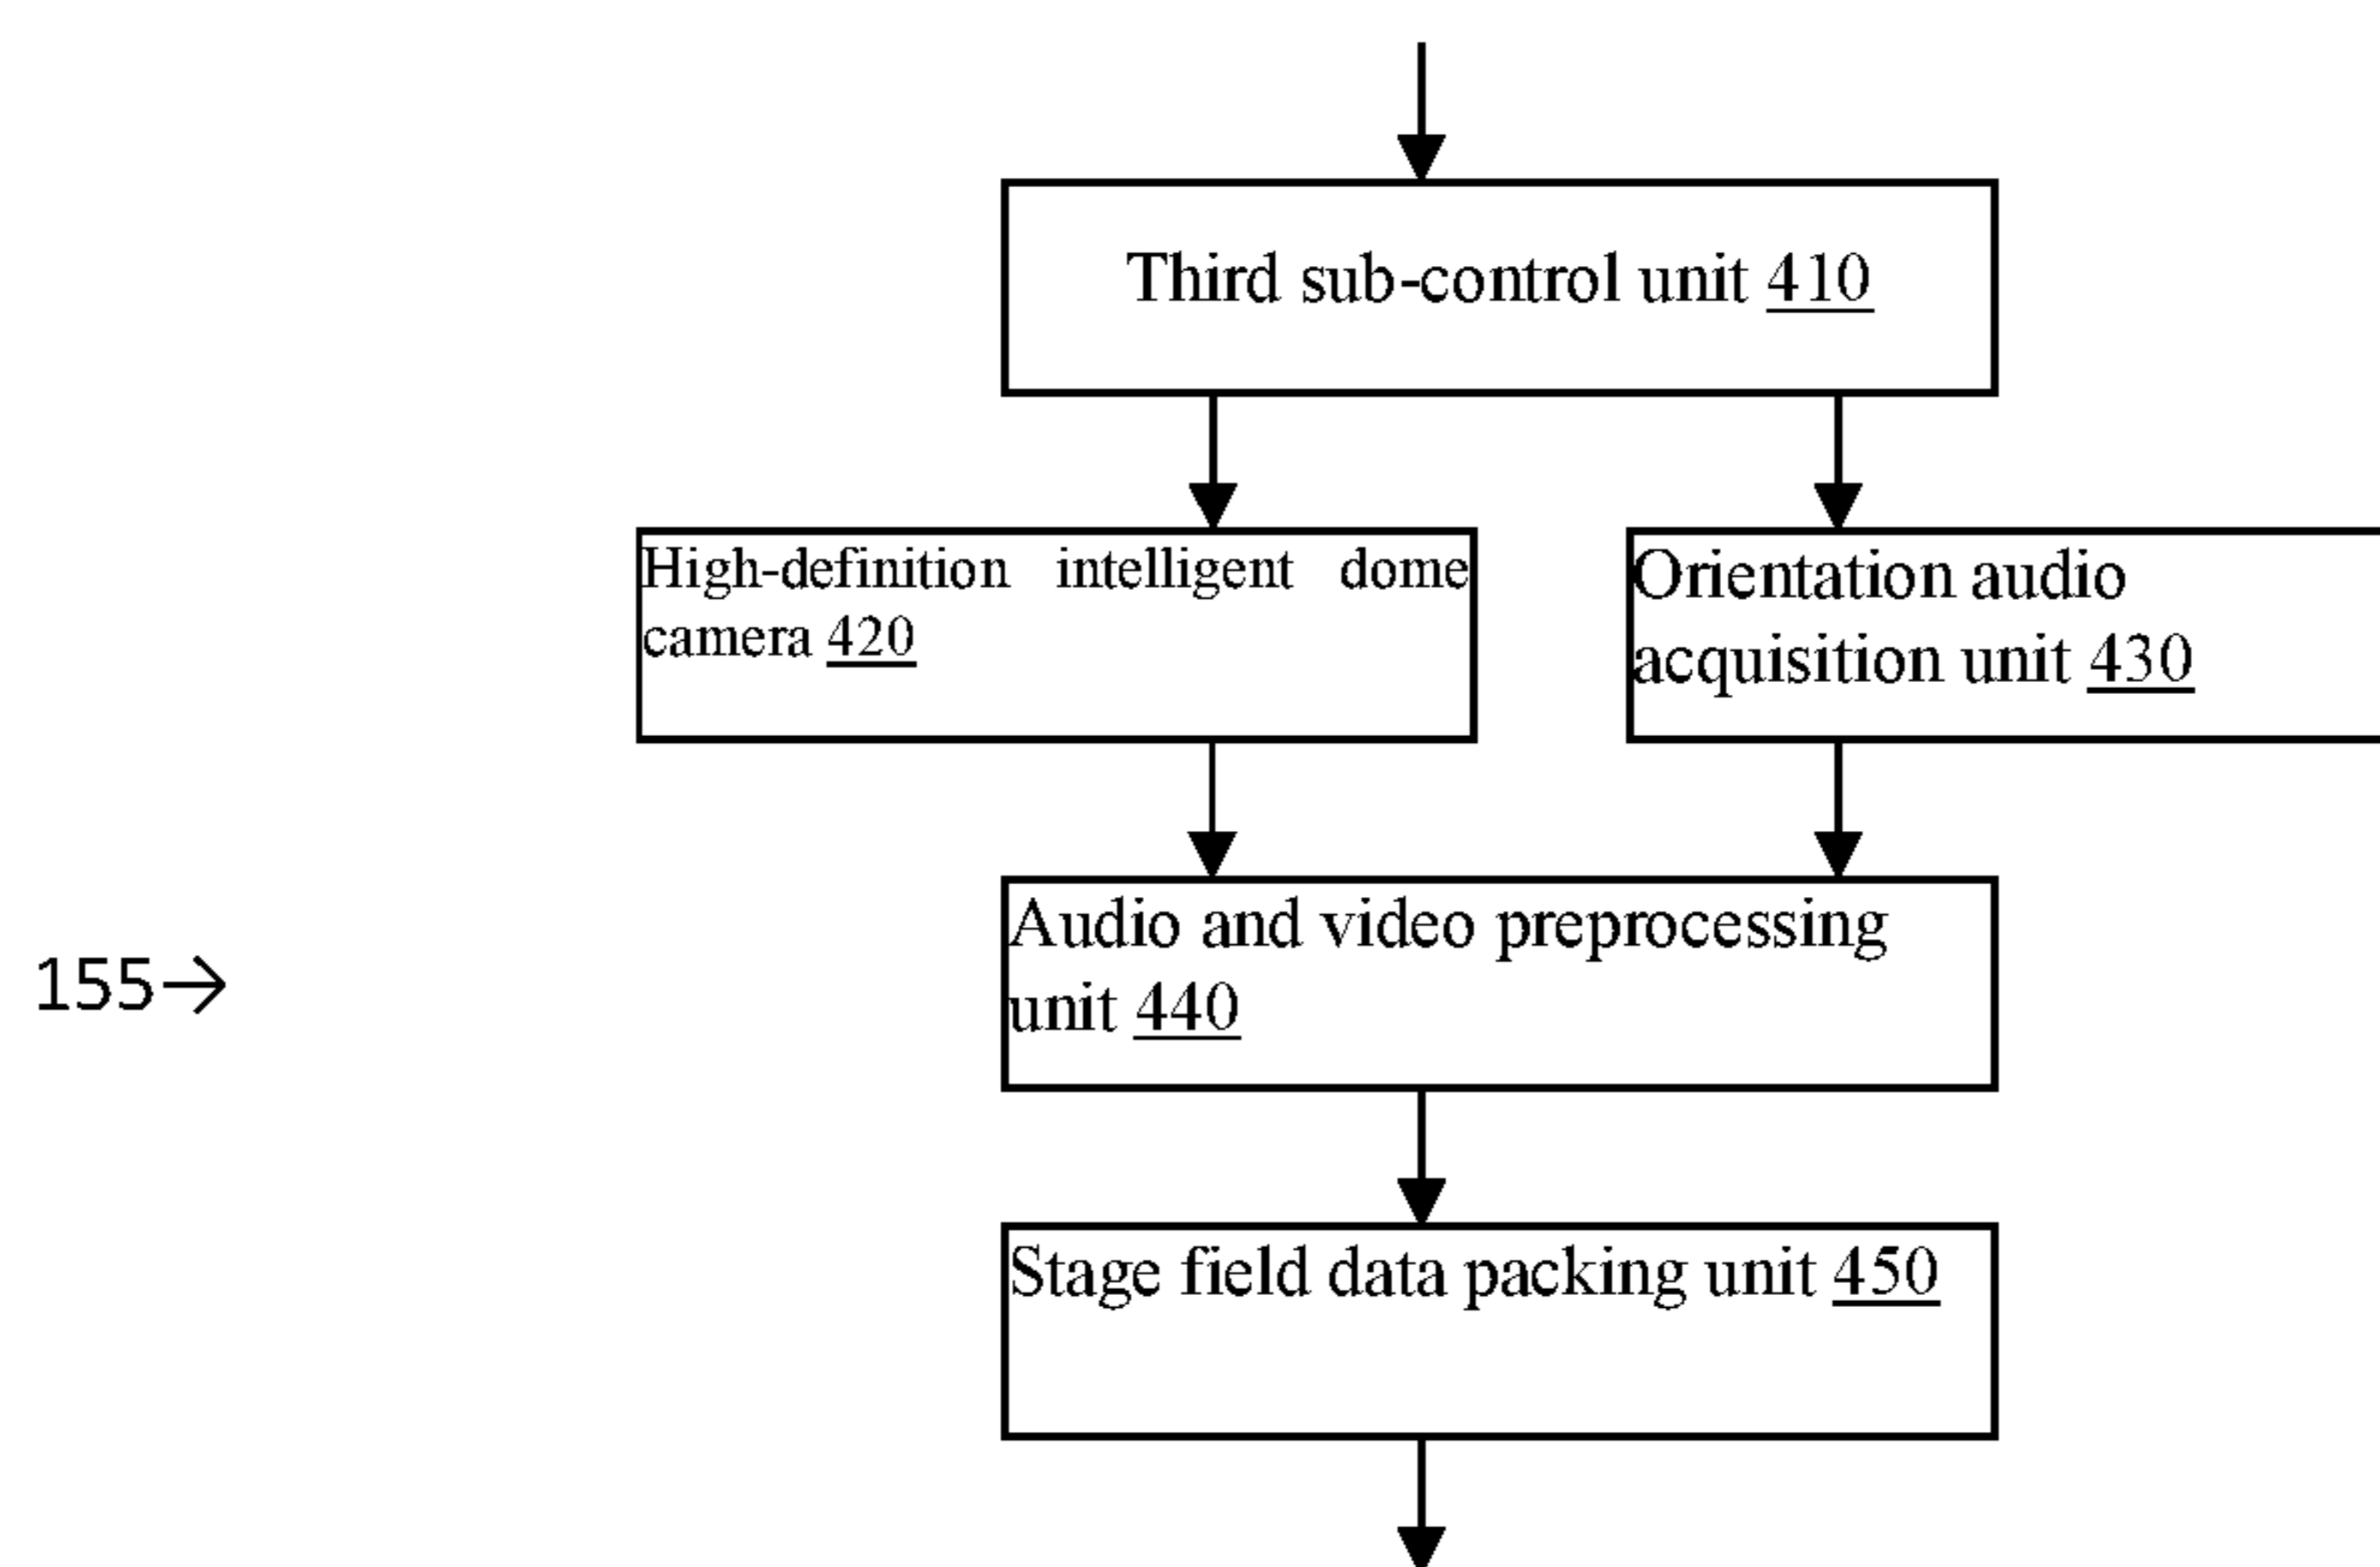 Third sub-control unit 410
High-definition intelligent dome
camera 420
Orientation audio
acquisition unit 430
Audio and video preprocessing
unit 440
155→
Stage field data packing unit 450